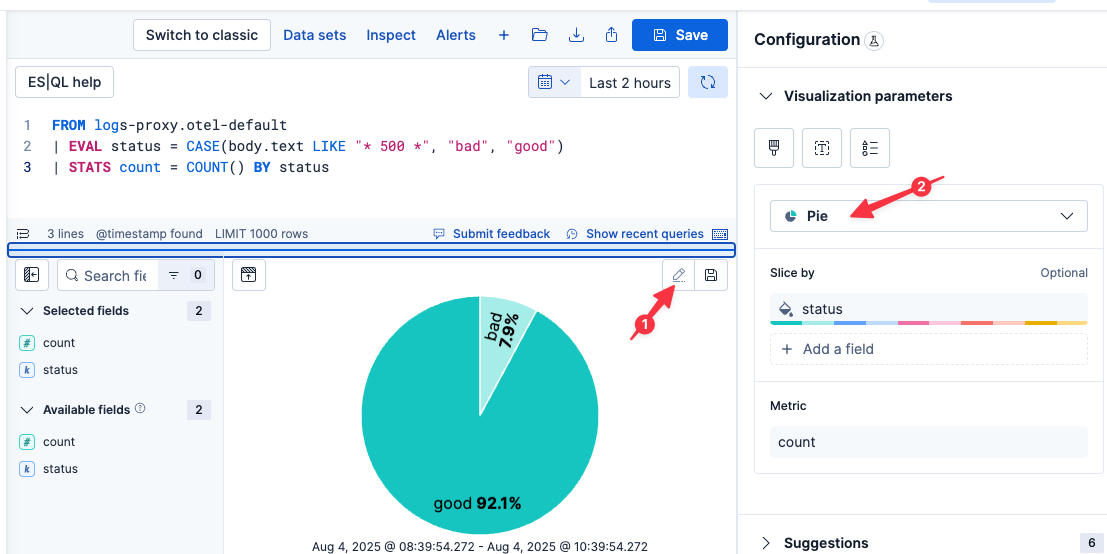 Switch to classic Data sets Inspect Alerts Save
ES|QL help Last 2 hours
1 FROM logs-proxy.otel-default
2 | EVAL status = CASE(body.text LIKE "* 500 *", "bad", "good")
3 | STATS count = COUNT() BY status
3 lines @timestamp found LIMIT 1000 rows Submit feedback Show recent queries
Search fie 0
Selected fields 2
# count
k status
Available fields 2
# count
k status
1
bad
7.9%
good 92.1%
Aug 4, 2025 @ 08:39:54.272 - Aug 4, 2025 @ 10:39:54.272
Configuration
Visualization parameters
2
Pie
Slice by Optional
status
Add a field
Metric
count
Suggestions 6